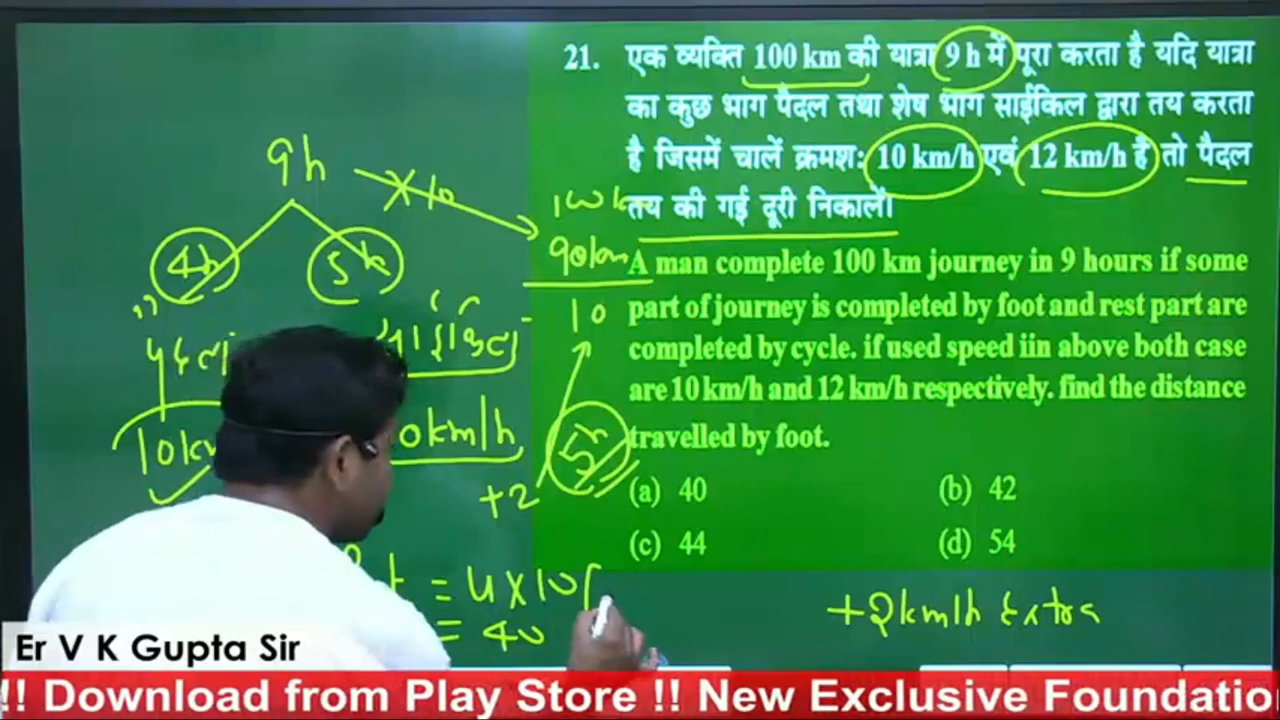 21. एक व्यक्ति 100 km की यात्रा 9 h में पूरा करता है यदि यात्रा
का कुछ भाग पैदल तथा शेष भाग साईकिल द्वारा तय करता
है जिसमें चालें क्रमश: 10 km/h एवं 12 km/h है तो पैदल
तय की गई दूरी निकालें।
A man complete 100 km journey in 9 hours if some
part of journey is completed by foot and rest part are
completed by cycle. if used speed iin above both case
are 10 km/h and 12 km/h respectively. find the distance
travelled by foot.
(a) 40 (b) 42
(c) 44 (d) 54
9h
×10
90km
4h
10
0km/h
+2
= 4×10
= 40
+2km/h Extra
Er V K Gupta Sir
!! Download from Play Store !! New Exclusive Foundatio